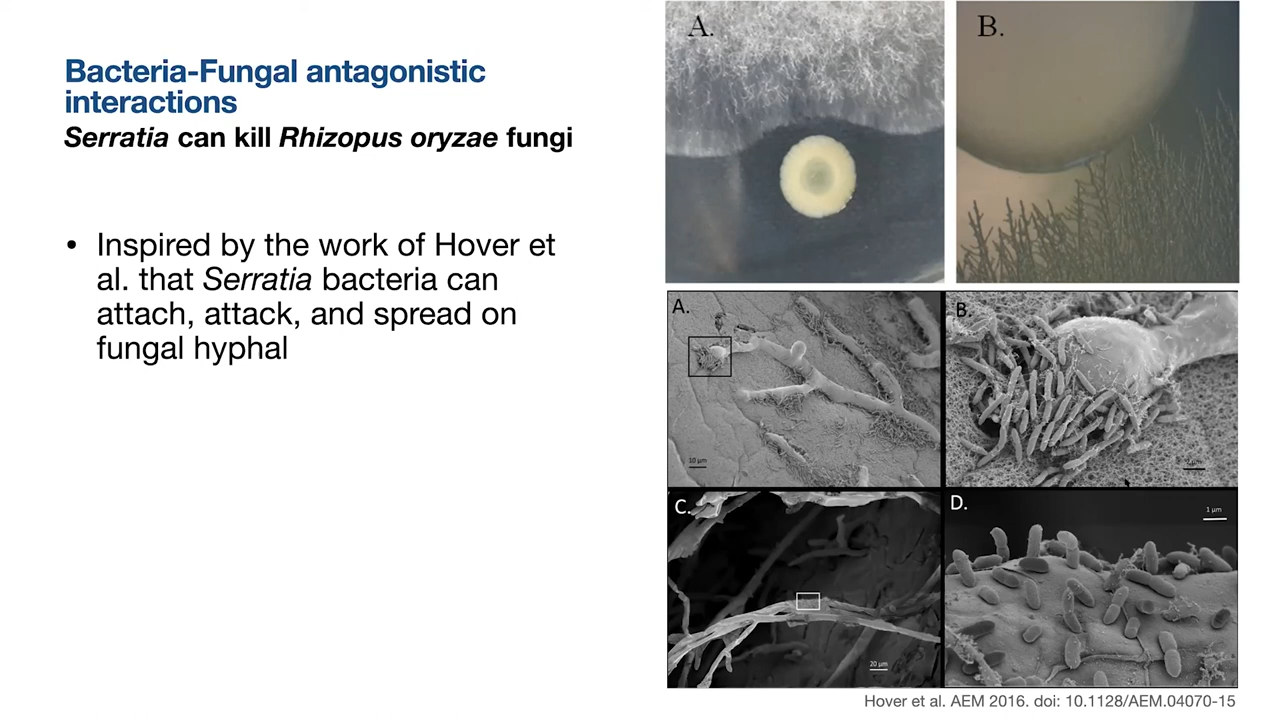 Bacteria-Fungal antagonistic
interactions
Serratia can kill Rhizopus oryzae fungi
• Inspired by the work of Hover et
al. that Serratia bacteria can
attach, attack, and spread on
fungal hyphal
A.
B.
A.
10 µm
B.
C.
20 µm
D.
1 µm
Hover et al. AEM 2016. doi: 10.1128/AEM.04070-15